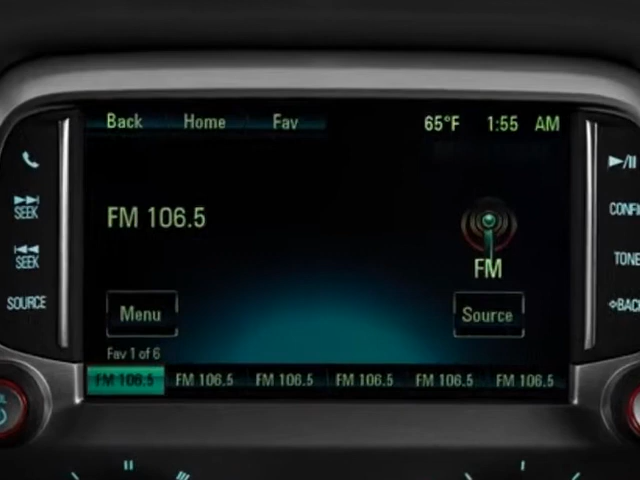 Back Home Fav 65°F 1:55 AM
SEEK
FM 106.5
TONE
SEEK
FM
SOURCE
Menu Source
Fav 1 of 6
FM 106.5 FM 106.5 FM 106.5 FM 106.5 FM 106.5 FM 106.5